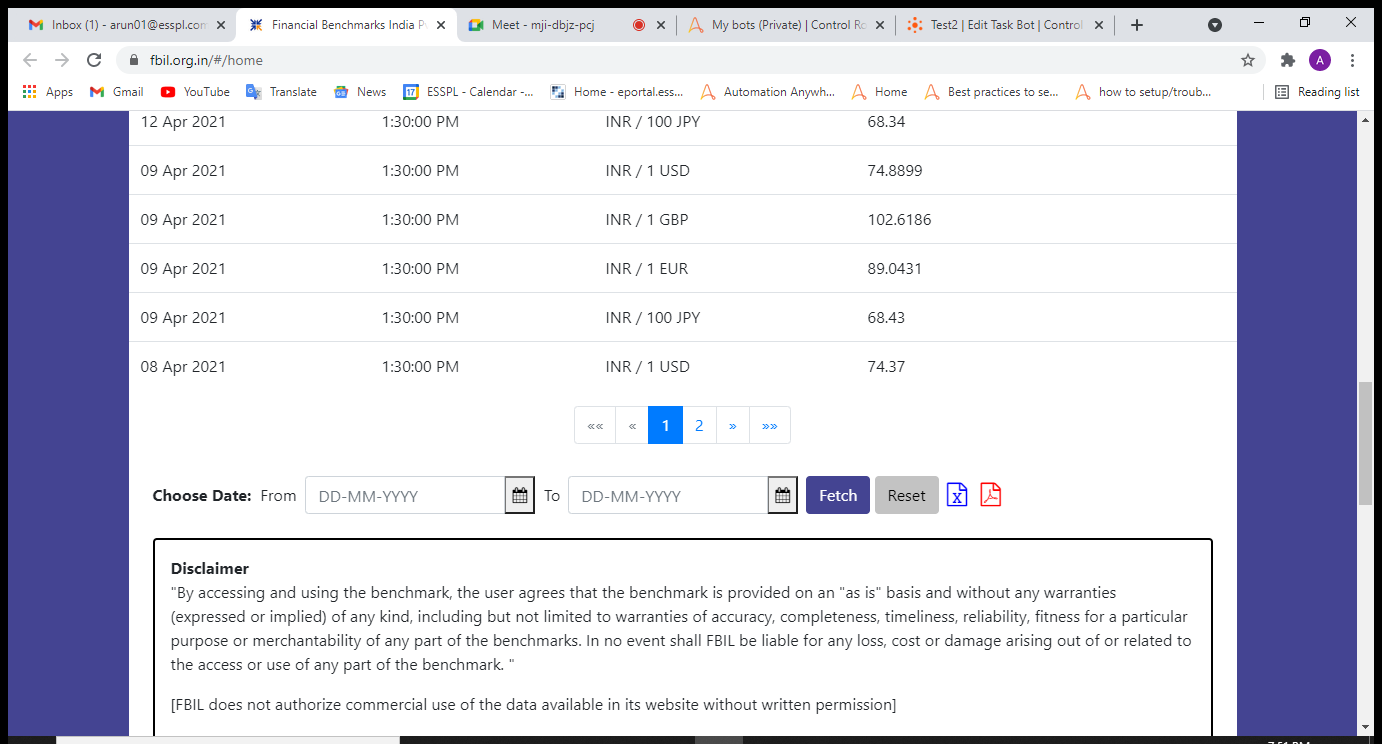 Inbox (1) - arun01@esspl.com
Financial Benchmarks India P
Meet - mji-dbjz-pcj
My bots (Private) | Control Ro
Test2 | Edit Task Bot | Control
fbil.org.in/#/home
A
Apps
Gmail
YouTube
Translate
News
17
ESSPL - Calendar -...
Home - eportal.ess...
Automation Anywh...
Home
Best practices to se...
how to setup/troub...
Reading list
12 Apr 2021 1:30:00 PM INR / 100 JPY 68.34
09 Apr 2021 1:30:00 PM INR / 1 USD 74.8899
09 Apr 2021 1:30:00 PM INR / 1 GBP 102.6186
09 Apr 2021 1:30:00 PM INR / 1 EUR 89.0431
09 Apr 2021 1:30:00 PM INR / 100 JPY 68.43
08 Apr 2021 1:30:00 PM INR / 1 USD 74.37
«« « 1 2 » »»
Choose Date: From DD-MM-YYYY To DD-MM-YYYY Fetch Reset
Disclaimer
"By accessing and using the benchmark, the user agrees that the benchmark is provided on an "as is" basis and without any warranties
(expressed or implied) of any kind, including but not limited to warranties of accuracy, completeness, timeliness, reliability, fitness for a particular
purpose or merchantability of any part of the benchmarks. In no event shall FBIL be liable for any loss, cost or damage arising out of or related to
the access or use of any part of the benchmark. "
[FBIL does not authorize commercial use of the data available in its website without written permission]